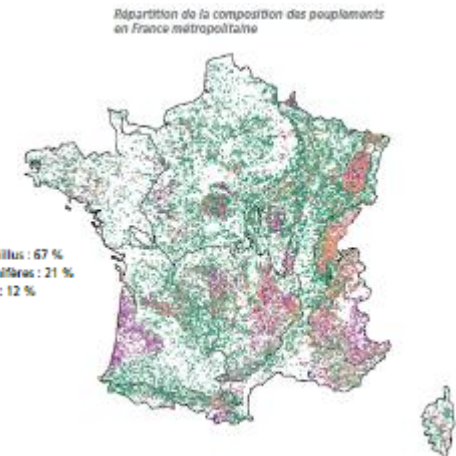 Répartition de la composition des peuplements
en France métropolitaine
illus : 67 %
ifères : 21 %
: 12 %